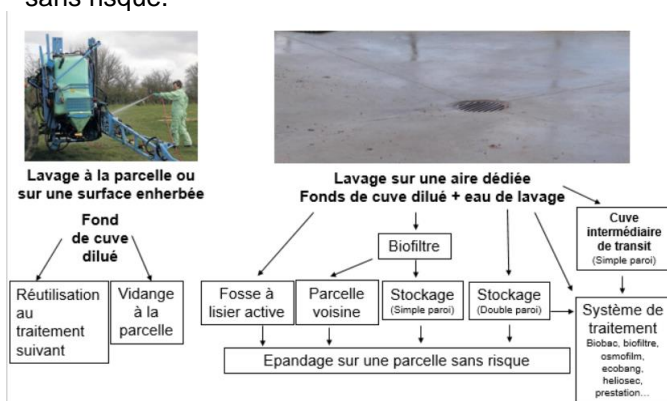 sans risque.
Lavage à la parcelle ou
sur une surface enherbée
Fond
de cuve
dilué
Réutilisation
au
traitement
suivant
Vidange
à la
parcelle
Lavage sur une aire dédiée
Fonds de cuve dilué + eau de lavage
Cuve
intermédiaire
de transit
(Simple paroi)
Biofiltre
Fosse à
lisier active
Parcelle
voisine
Stockage
(Simple paroi)
Stockage
(Double paroi)
Système de
traitement
Biobac, biofiltre,
osmofilm,
ecobang,
heliosec,
prestation...
Epandage sur une parcelle sans risque